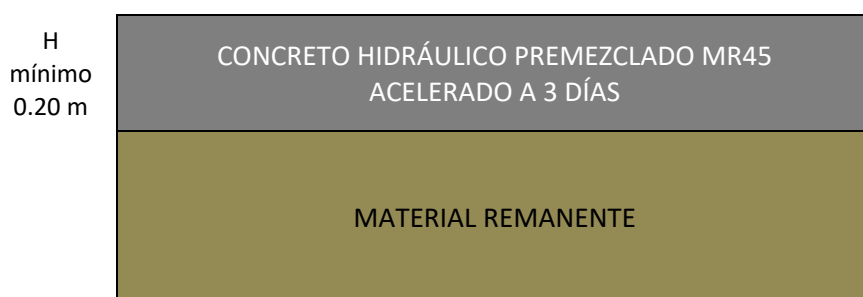 H
mínimo
0.20 m
CONCRETO HIDRÁULICO PREMEZCLADO MR45
ACELERADO A 3 DÍAS
MATERIAL REMANENTE